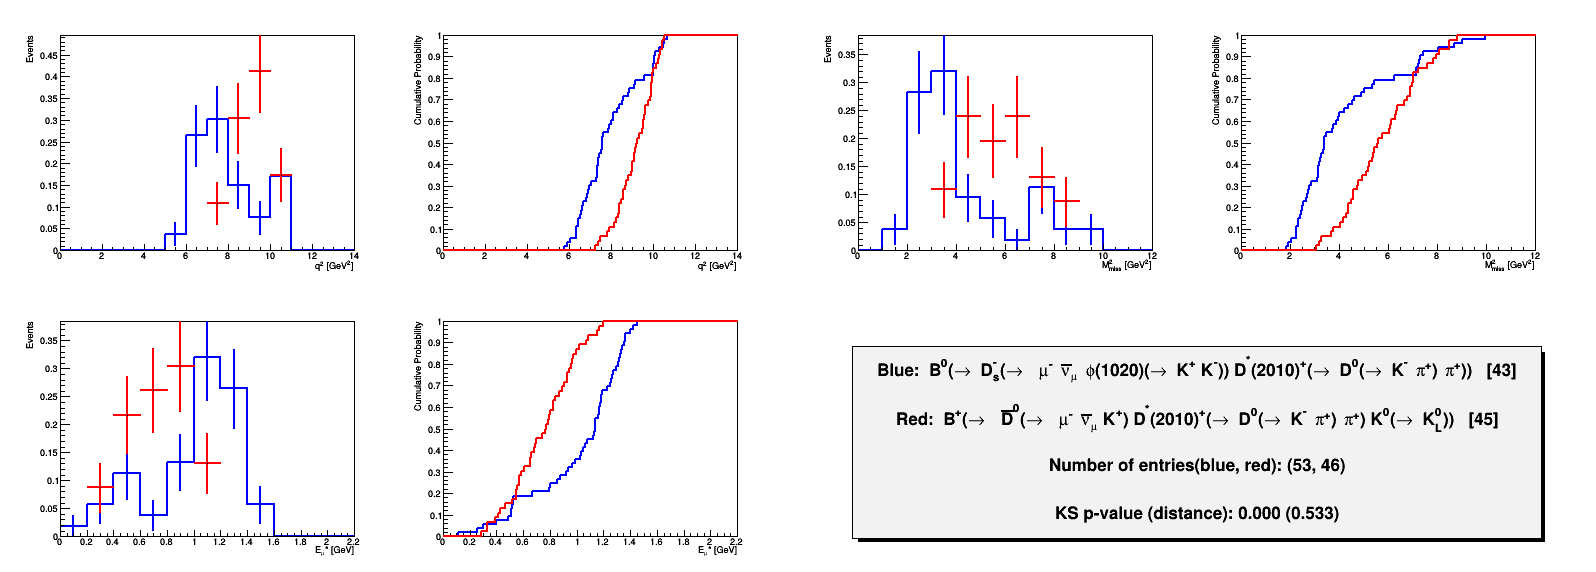 Events
0.45
0.4
0.35
0.3
0.25
0.2
0.15
0.1
0.05
0
0 2 4 6 8 10 12 14
q² [GeV²]
Cumulative Probability
1
0.9
0.8
0.7
0.6
0.5
0.4
0.3
0.2
0.1
0
0 2 4 6 8 10 12 14
q² [GeV²]
Events
0.35
0.3
0.25
0.2
0.15
0.1
0.05
0
0 2 4 6 8 10 12
M²miss [GeV²]
Cumulative Probability
1
0.9
0.8
0.7
0.6
0.5
0.4
0.3
0.2
0.1
0
0 2 4 6 8 10 12
M²miss [GeV²]
Events
0.35
0.3
0.25
0.2
0.15
0.1
0.05
0
0 0.2 0.4 0.6 0.8 1 1.2 1.4 1.6 1.8 2 2.2
Eμ* [GeV]
Cumulative Probability
1
0.9
0.8
0.7
0.6
0.5
0.4
0.3
0.2
0.1
0
0 0.2 0.4 0.6 0.8 1 1.2 1.4 1.6 1.8 2 2.2
Eμ* [GeV]
Blue: B⁰(→ Dₛ⁻(→ μ⁻ ν̅μ ϕ(1020)(→ K⁺ K⁻)) D*(2010)⁺(→ D⁰(→ K⁻ π⁺) π⁺)) [43]
Red: B⁺(→ D̅⁰(→ μ⁻ ν̅μ K⁺) D*(2010)⁺(→ D⁰(→ K⁻ π⁺) π⁺) K⁰(→ K⁰L)) [45]
Number of entries(blue, red): (53, 46)
KS p-value (distance): 0.000 (0.533)